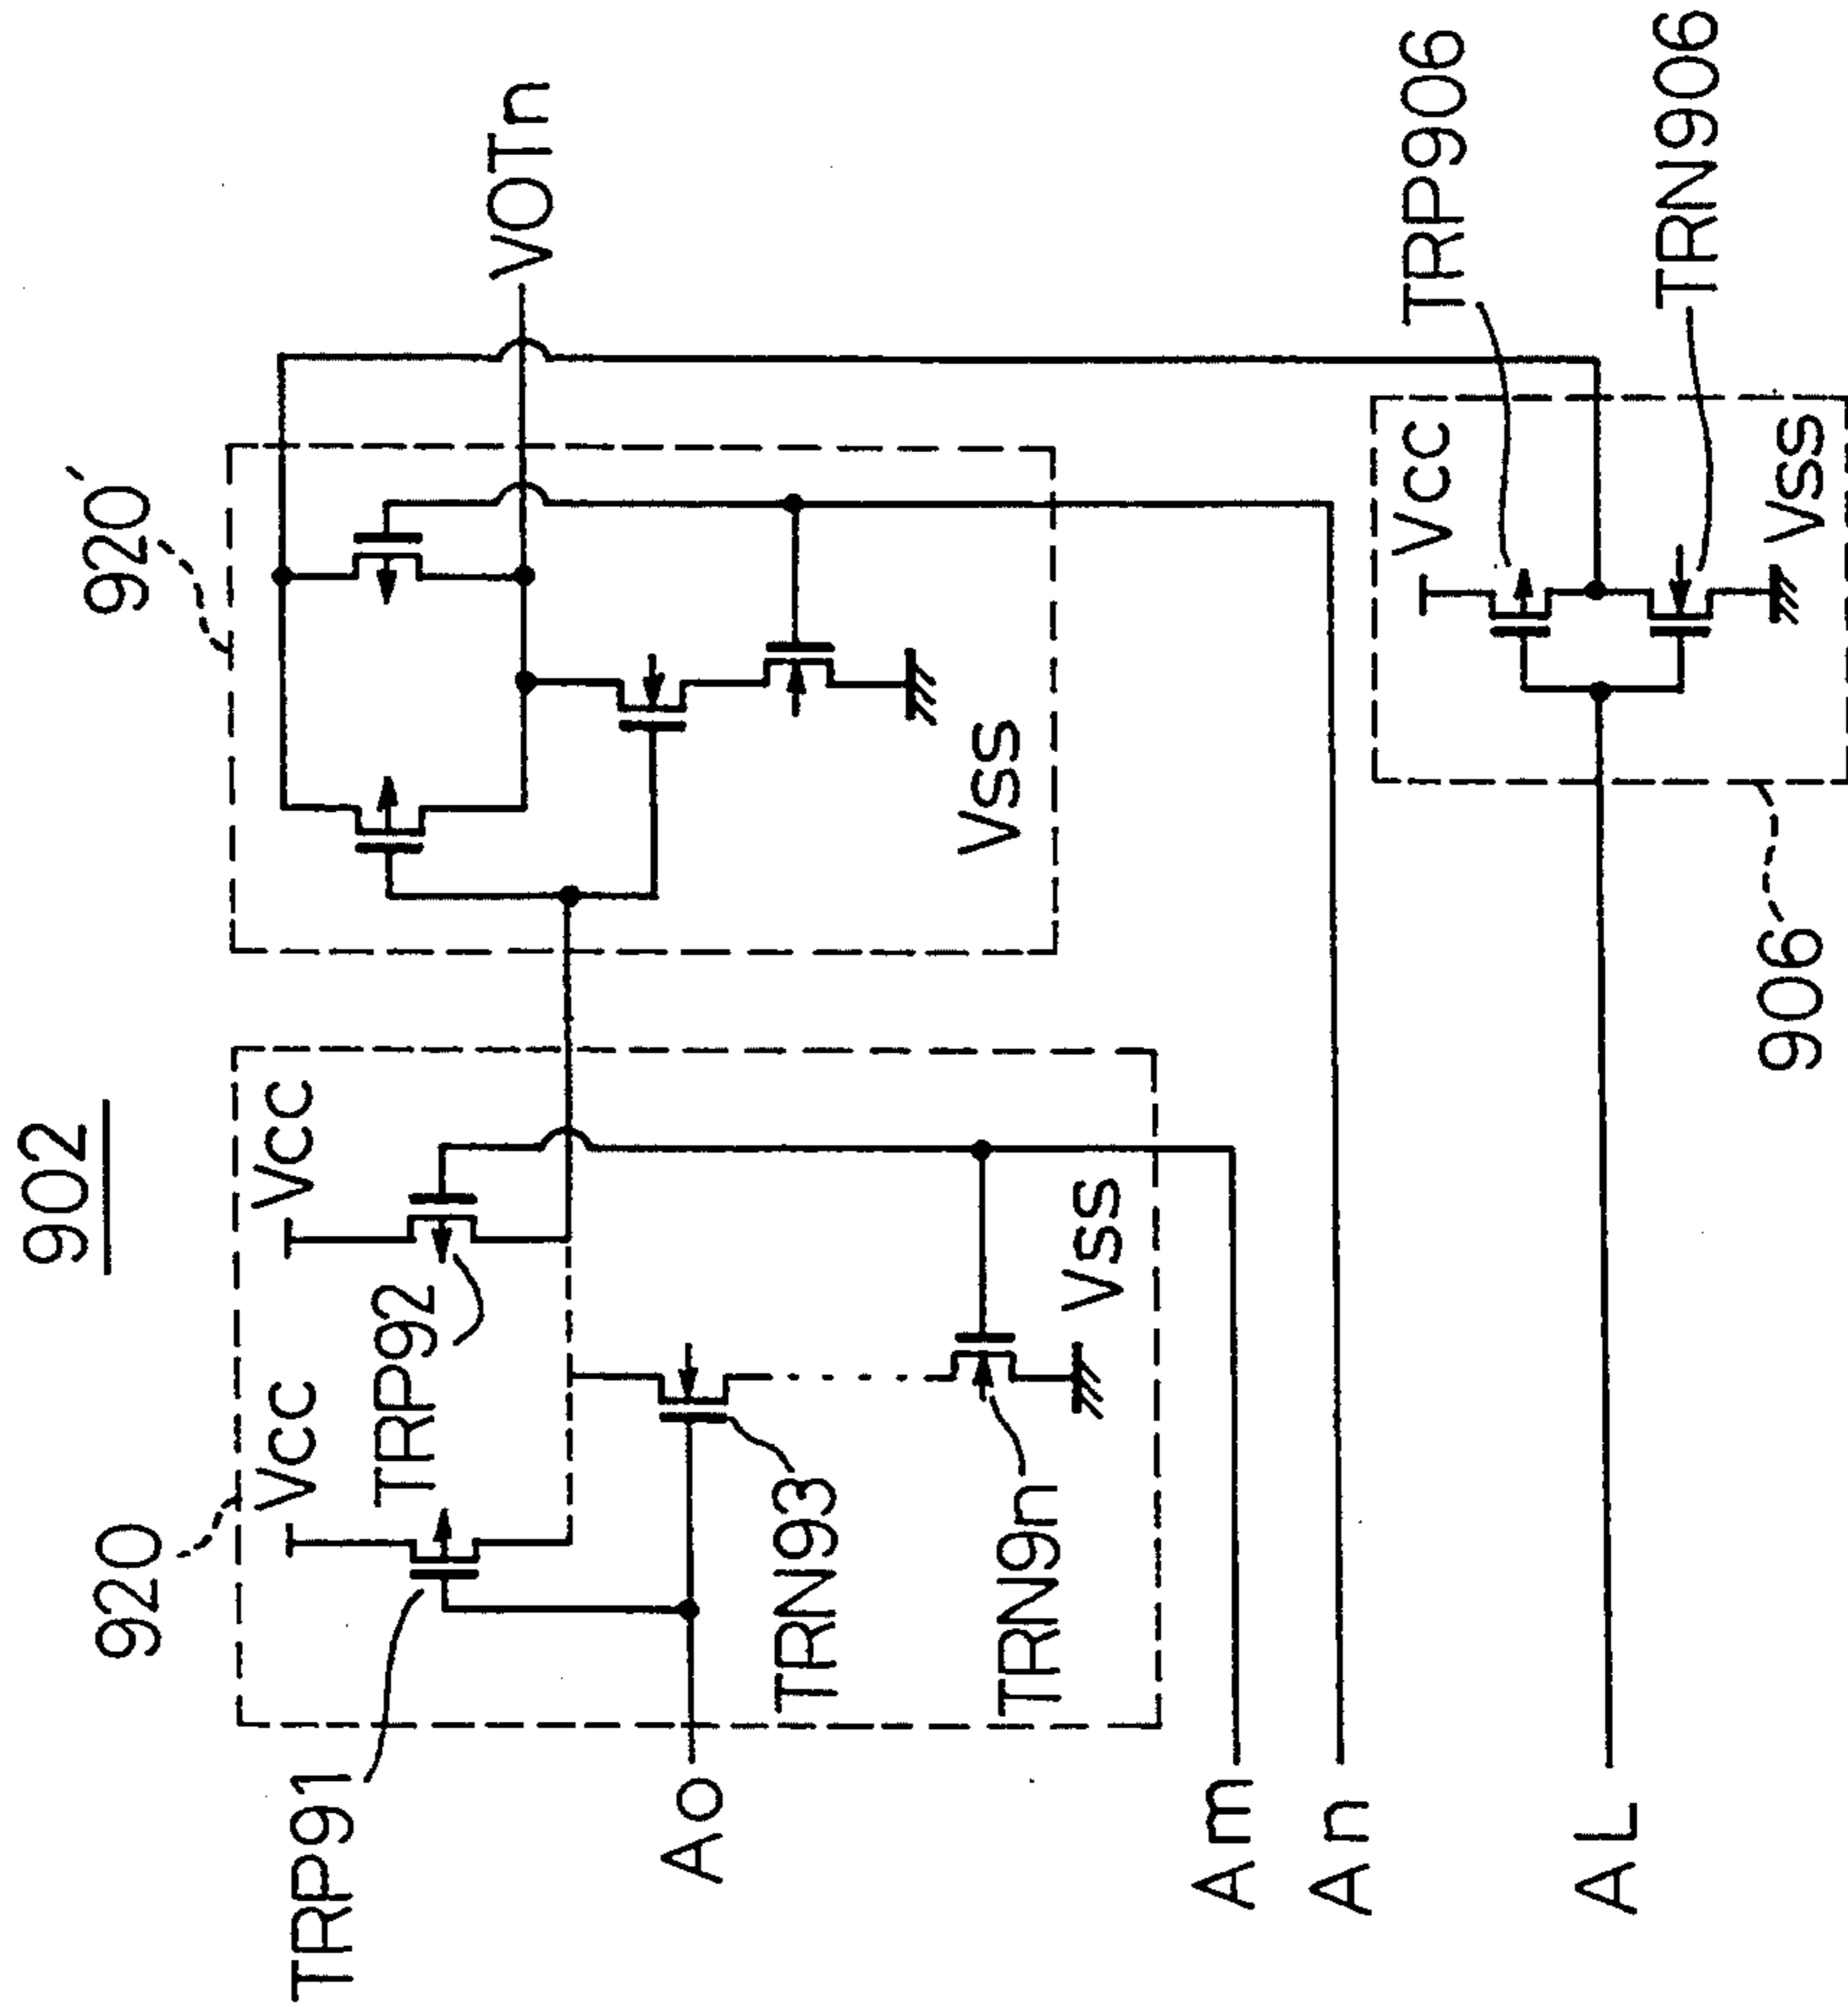 902
920
920'
Vcc
Vcc
TRP91
TRP92
VOTn
Ao
TRN93
TRN9n
Vss
Vss
Am
An
AL
906
Vcc
Vss
TRP906
TRN906